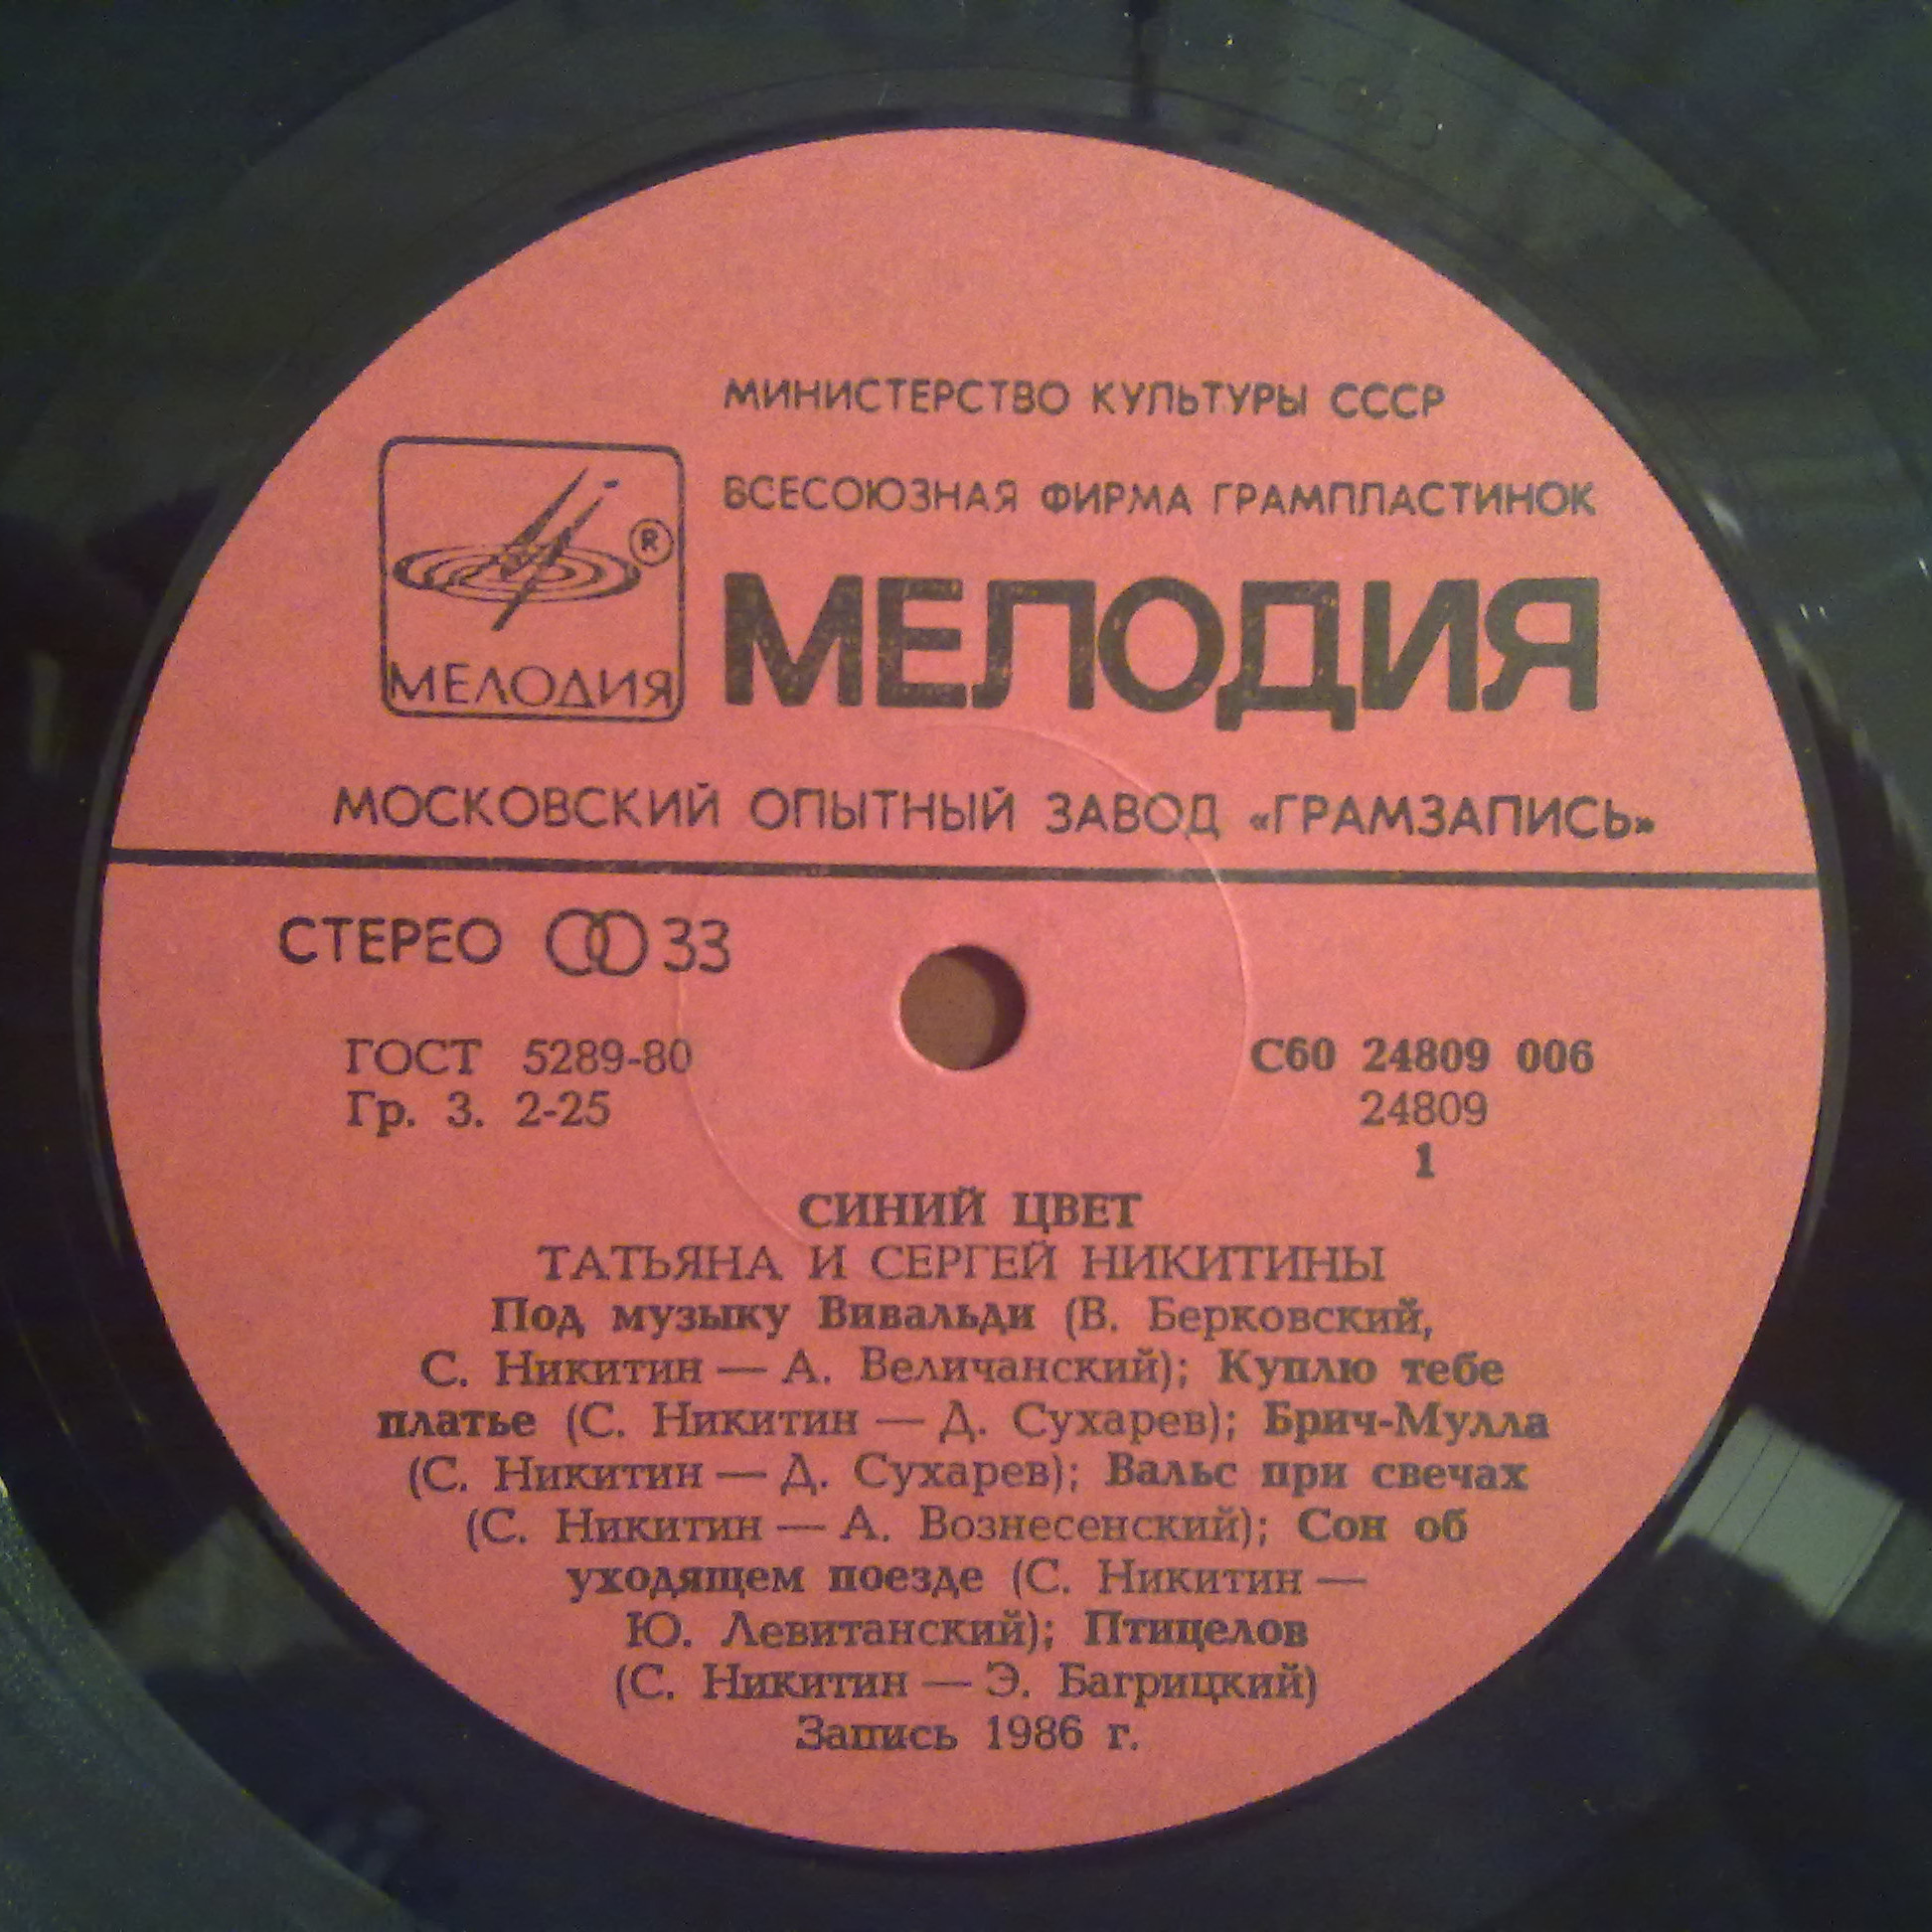 МИНИСТЕРСТВО КУЛЬТУРЫ СССР
ВСЕСОЮЗНАЯ ФИРМА ГРАМПЛАСТИНОК
®
МЕЛОДИЯ
МЕЛОДИЯ
МОСКОВСКИЙ ОПЫТНЫЙ ЗАВОД «ГРАМЗАПИСЬ»
СТЕРЕО 33
ГОСТ 5289-80
Гр. 3. 2-25
С60 24809 006
24809
1
СИНИЙ ЦВЕТ
ТАТЬЯНА И СЕРГЕЙ НИКИТИНЫ
Под музыку Вивальди (В. Берковский,
С. Никитин — А. Величанский); Куплю тебе
платье (С. Никитин — Д. Сухарев); Брич-Мулла
(С. Никитин — Д. Сухарев); Вальс при свечах
(С. Никитин — А. Вознесенский); Сон об
уходящем поезде (С. Никитин —
Ю. Левитанский); Птицелов
(С. Никитин — Э. Багрицкий)
Запись 1986 г.